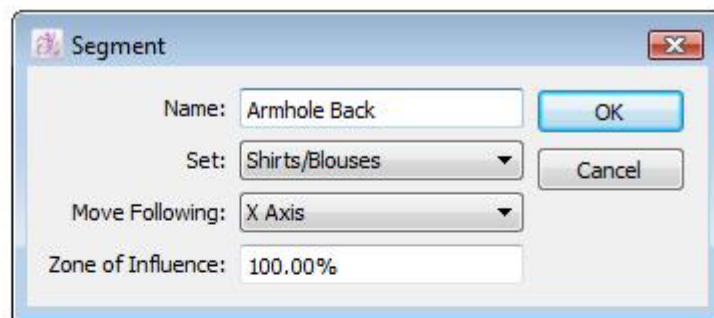 Segment
Name: Armhole Back
OK
Set: Shirts/Blouses
Cancel
Move Following: X Axis
Zone of Influence: 100.00%